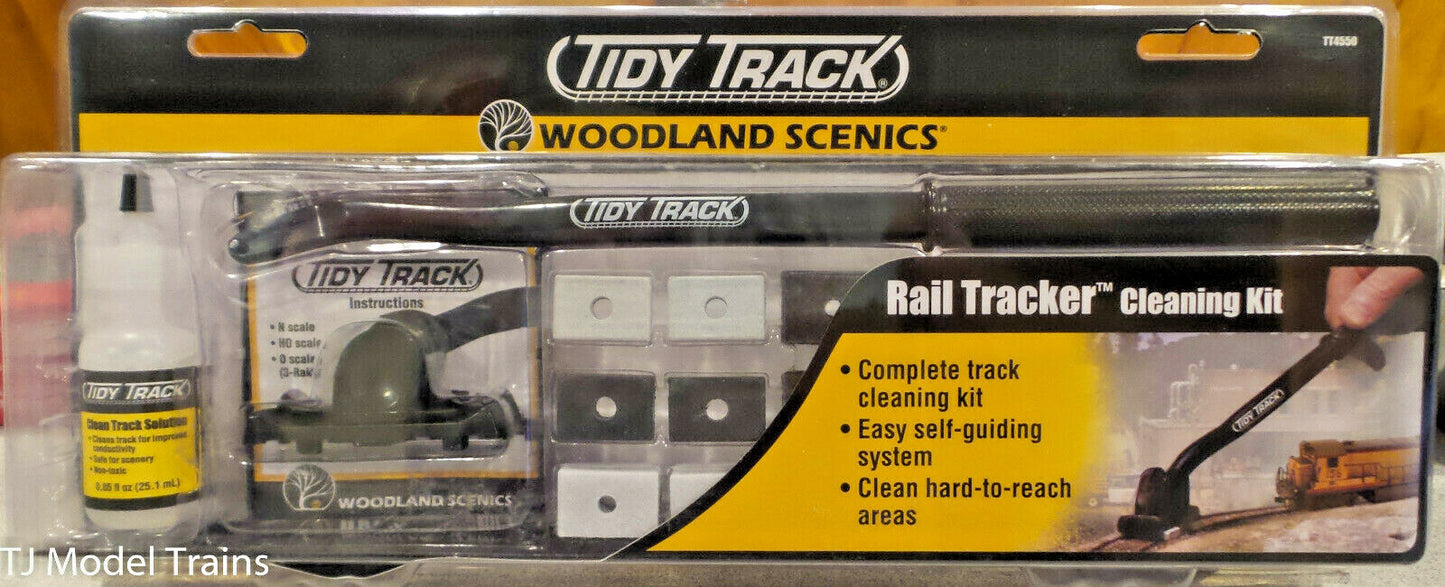 TIDY TRACK®
TT4550
WOODLAND SCENICS®
TIDY TRACK
TIDY TRACK
Instructions
• N scale
• HO scale
• O scale
(3-Rail
WOODLAND SCENICS
TIDY TRACK
Clean Track Solution
• Cleans track for improved
conductivity
• Safe for scenery
• Non-toxic
0.85 fl oz (25.1 mL)
Rail Tracker™ Cleaning Kit
• Complete track
cleaning kit
• Easy self-guiding
system
• Clean hard-to-reach
areas
TIDY TRACK
TJ Model Trains